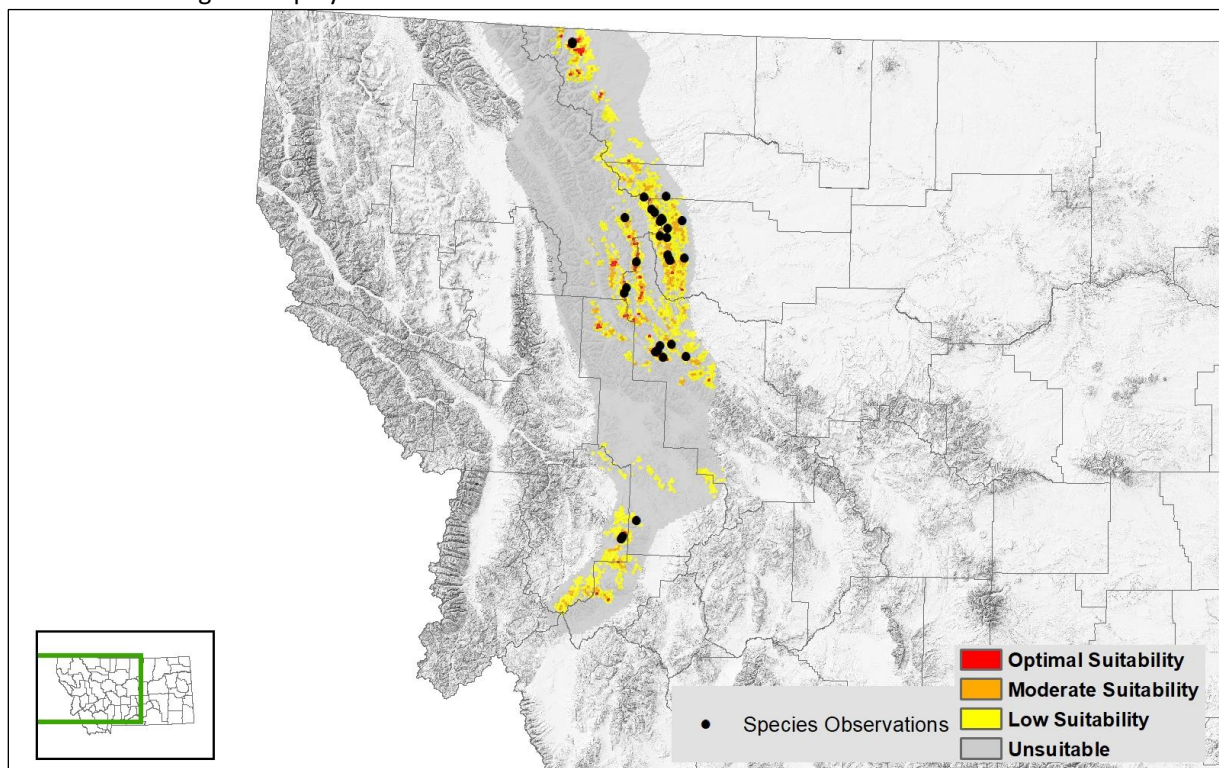 Species Observations
Optimal Suitability
Moderate Suitability
Low Suitability
Unsuitable